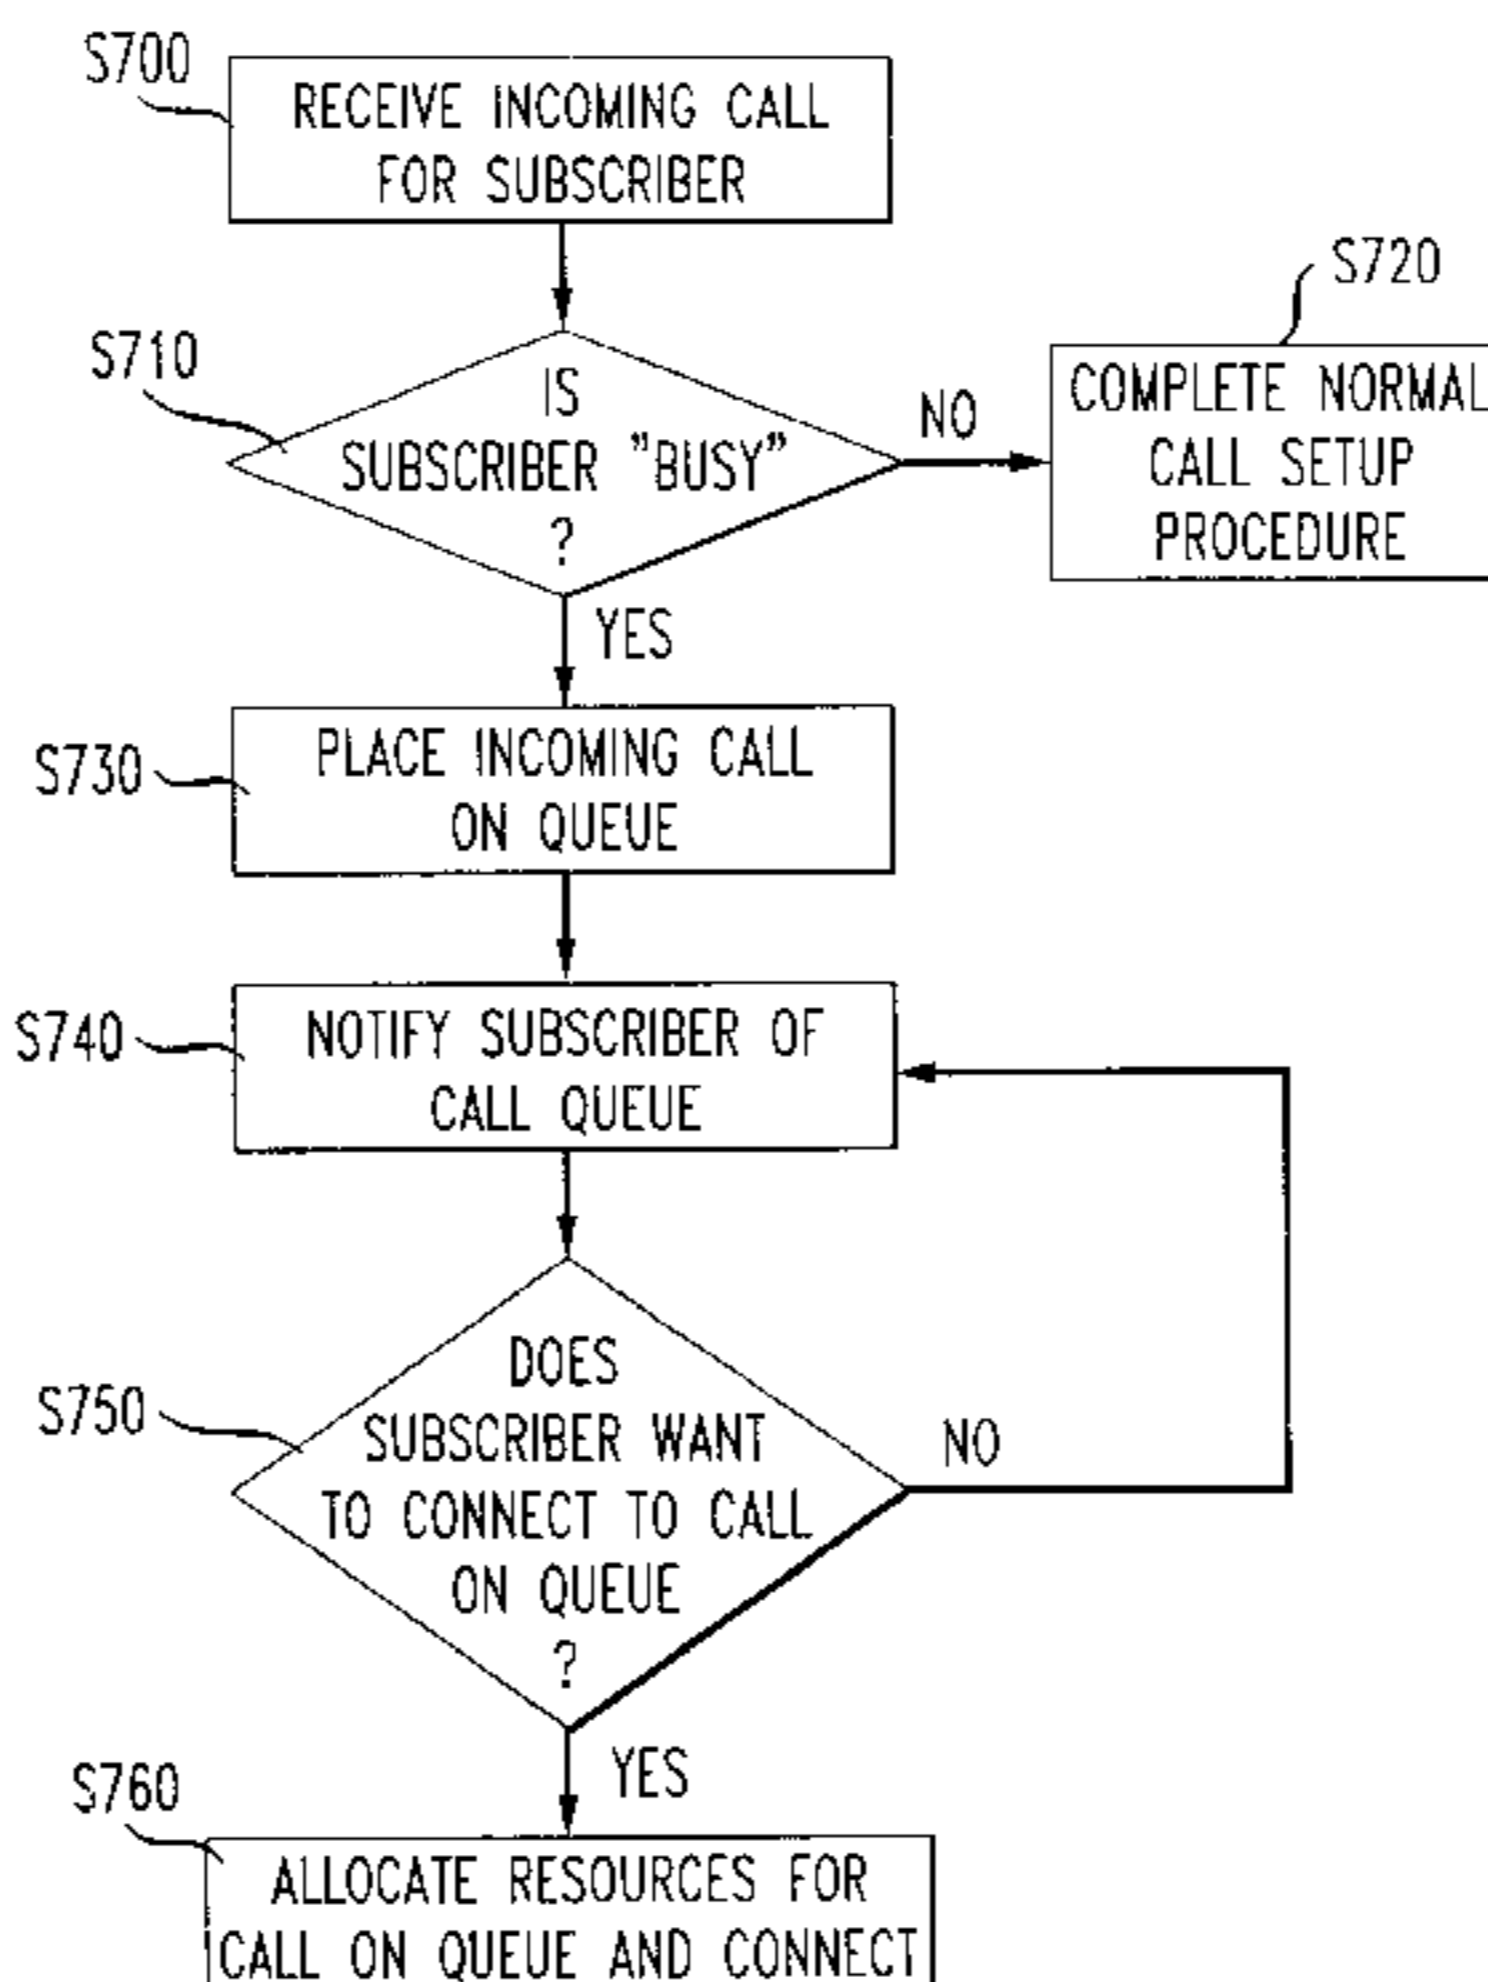 S700
RECEIVE INCOMING CALL
FOR SUBSCRIBER
S710
IS
SUBSCRIBER "BUSY"
?
NO
S720
COMPLETE NORMAL
CALL SETUP
PROCEDURE
YES
S730
PLACE INCOMING CALL
ON QUEUE
S740
NOTIFY SUBSCRIBER OF
CALL QUEUE
S750
DOES
SUBSCRIBER WANT
TO CONNECT TO CALL
ON QUEUE
?
NO
YES
S760
ALLOCATE RESOURCES FOR
CALL ON QUEUE AND CONNECT